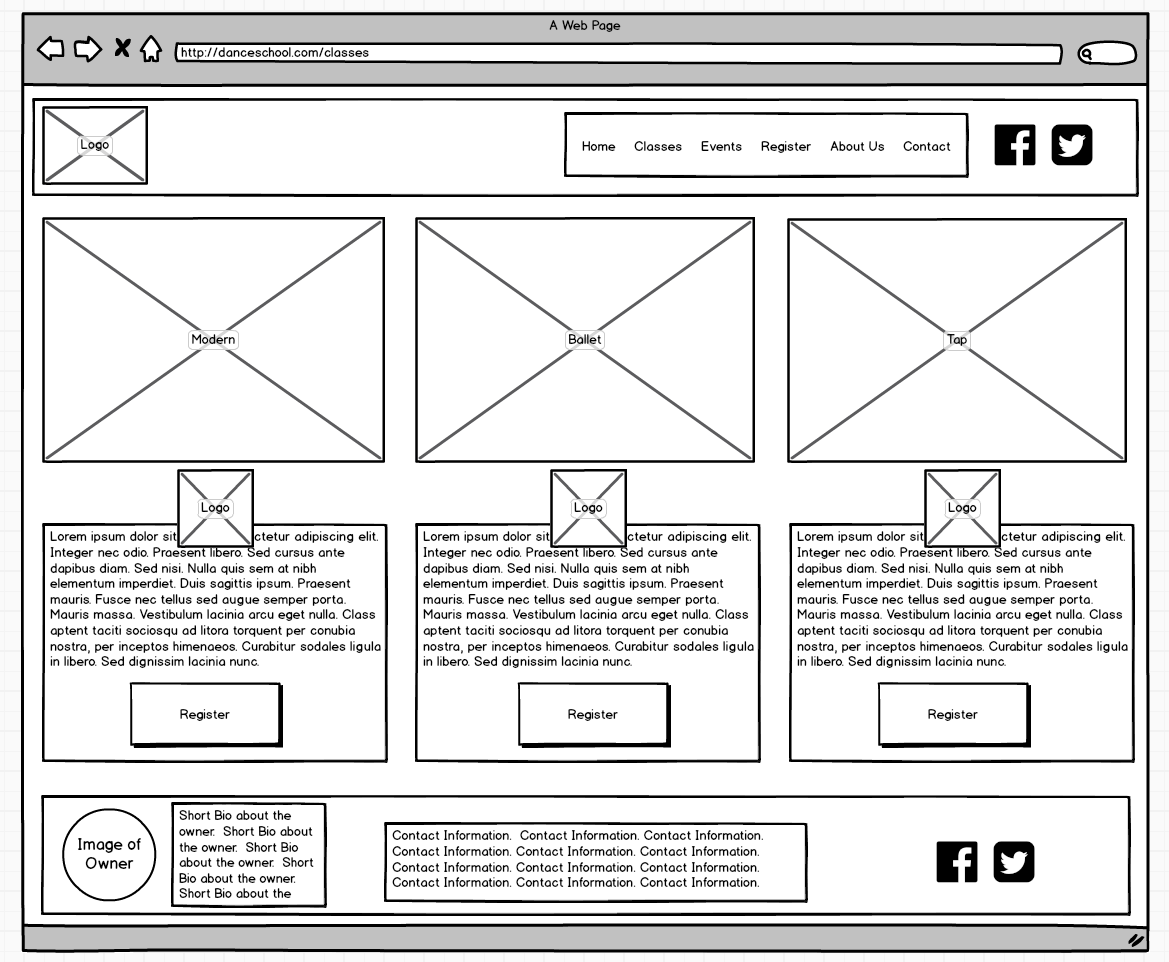 A Web Page
http://danceschool.com/classes
Logo
Home Classes Events Register About Us Contact
Modern
Ballet
Tap
Logo
Lorem ipsum dolor sit ctetur adipiscing elit.
Integer nec odio. Praesent libero. Sed cursus ante
dapibus diam. Sed nisi. Nulla quis sem at nibh
elementum imperdiet. Duis sagittis ipsum. Praesent
mauris. Fusce nec tellus sed augue semper porta.
Mauris massa. Vestibulum lacinia arcu eget nulla. Class
aptent taciti sociosqu ad litora torquent per conubia
nostra, per inceptos himenaeos. Curabitur sodales ligula
in libero. Sed dignissim lacinia nunc.
Register
Logo
Lorem ipsum dolor sit ctetur adipiscing elit.
Integer nec odio. Praesent libero. Sed cursus ante
dapibus diam. Sed nisi. Nulla quis sem at nibh
elementum imperdiet. Duis sagittis ipsum. Praesent
mauris. Fusce nec tellus sed augue semper porta.
Mauris massa. Vestibulum lacinia arcu eget nulla. Class
aptent taciti sociosqu ad litora torquent per conubia
nostra, per inceptos himenaeos. Curabitur sodales ligula
in libero. Sed dignissim lacinia nunc.
Register
Logo
Lorem ipsum dolor sit ctetur adipiscing elit.
Integer nec odio. Praesent libero. Sed cursus ante
dapibus diam. Sed nisi. Nulla quis sem at nibh
elementum imperdiet. Duis sagittis ipsum. Praesent
mauris. Fusce nec tellus sed augue semper porta.
Mauris massa. Vestibulum lacinia arcu eget nulla. Class
aptent taciti sociosqu ad litora torquent per conubia
nostra, per inceptos himenaeos. Curabitur sodales ligula
in libero. Sed dignissim lacinia nunc.
Register
Image of
Owner
Short Bio about the
owner. Short Bio about
the owner. Short Bio
about the owner. Short
Bio about the owner.
Short Bio about the
Contact Information. Contact Information. Contact Information.
Contact Information. Contact Information. Contact Information.
Contact Information. Contact Information. Contact Information.
Contact Information. Contact Information. Contact Information.